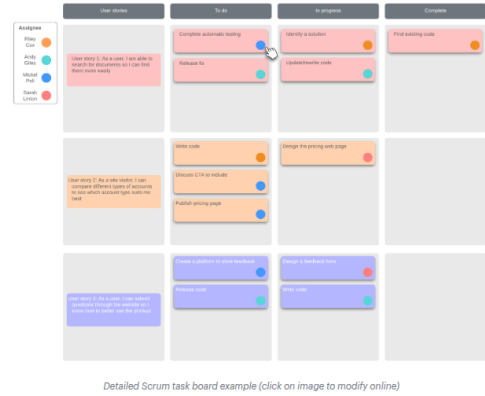 User stories
To do
In progress
Complete
Assignee
Riley
Cox
Andy
Giles
Michel
Pell
Sarah
Linton
User story 1: As a user, I am able to
search for documents so I can find
them more easily
Complete automatic testing
Release fix
Identify a solution
Update/rewrite code
Find existing code
User story 2: As a site visitor, I can
compare different types of accounts
to see which account type suits me
best
Write code
Discuss CTA to include
Publish pricing page
Design the pricing web page
User story 3: As a user, I can submit
questions through the website so I
know how to better use the product
Create a platform to store feedback
Release code
Design a feedback form
Write code
Detailed Scrum task board example (click on image to modify online)